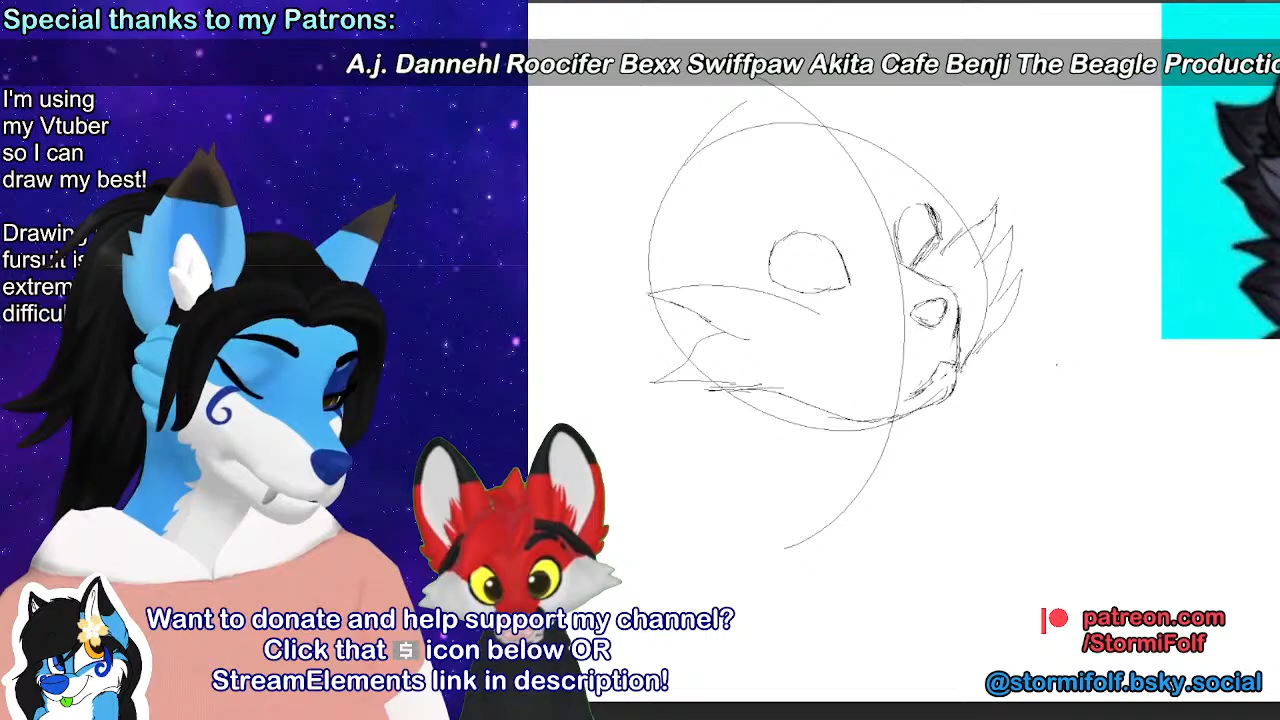 Special thanks to my Patrons:
A.j. Dannehl Roocifer Bexx Swiffpaw Akita Cafe Benji The Beagle Productio
I'm using
my Vtuber
so I can
draw my best!
Drawing
fursuit is
extrem
difficul
Want to donate and help support my channel?
Click that $ icon below OR
StreamElements link in description!
patreon.com
/StormiFolf
@stormifolf.bsky.social